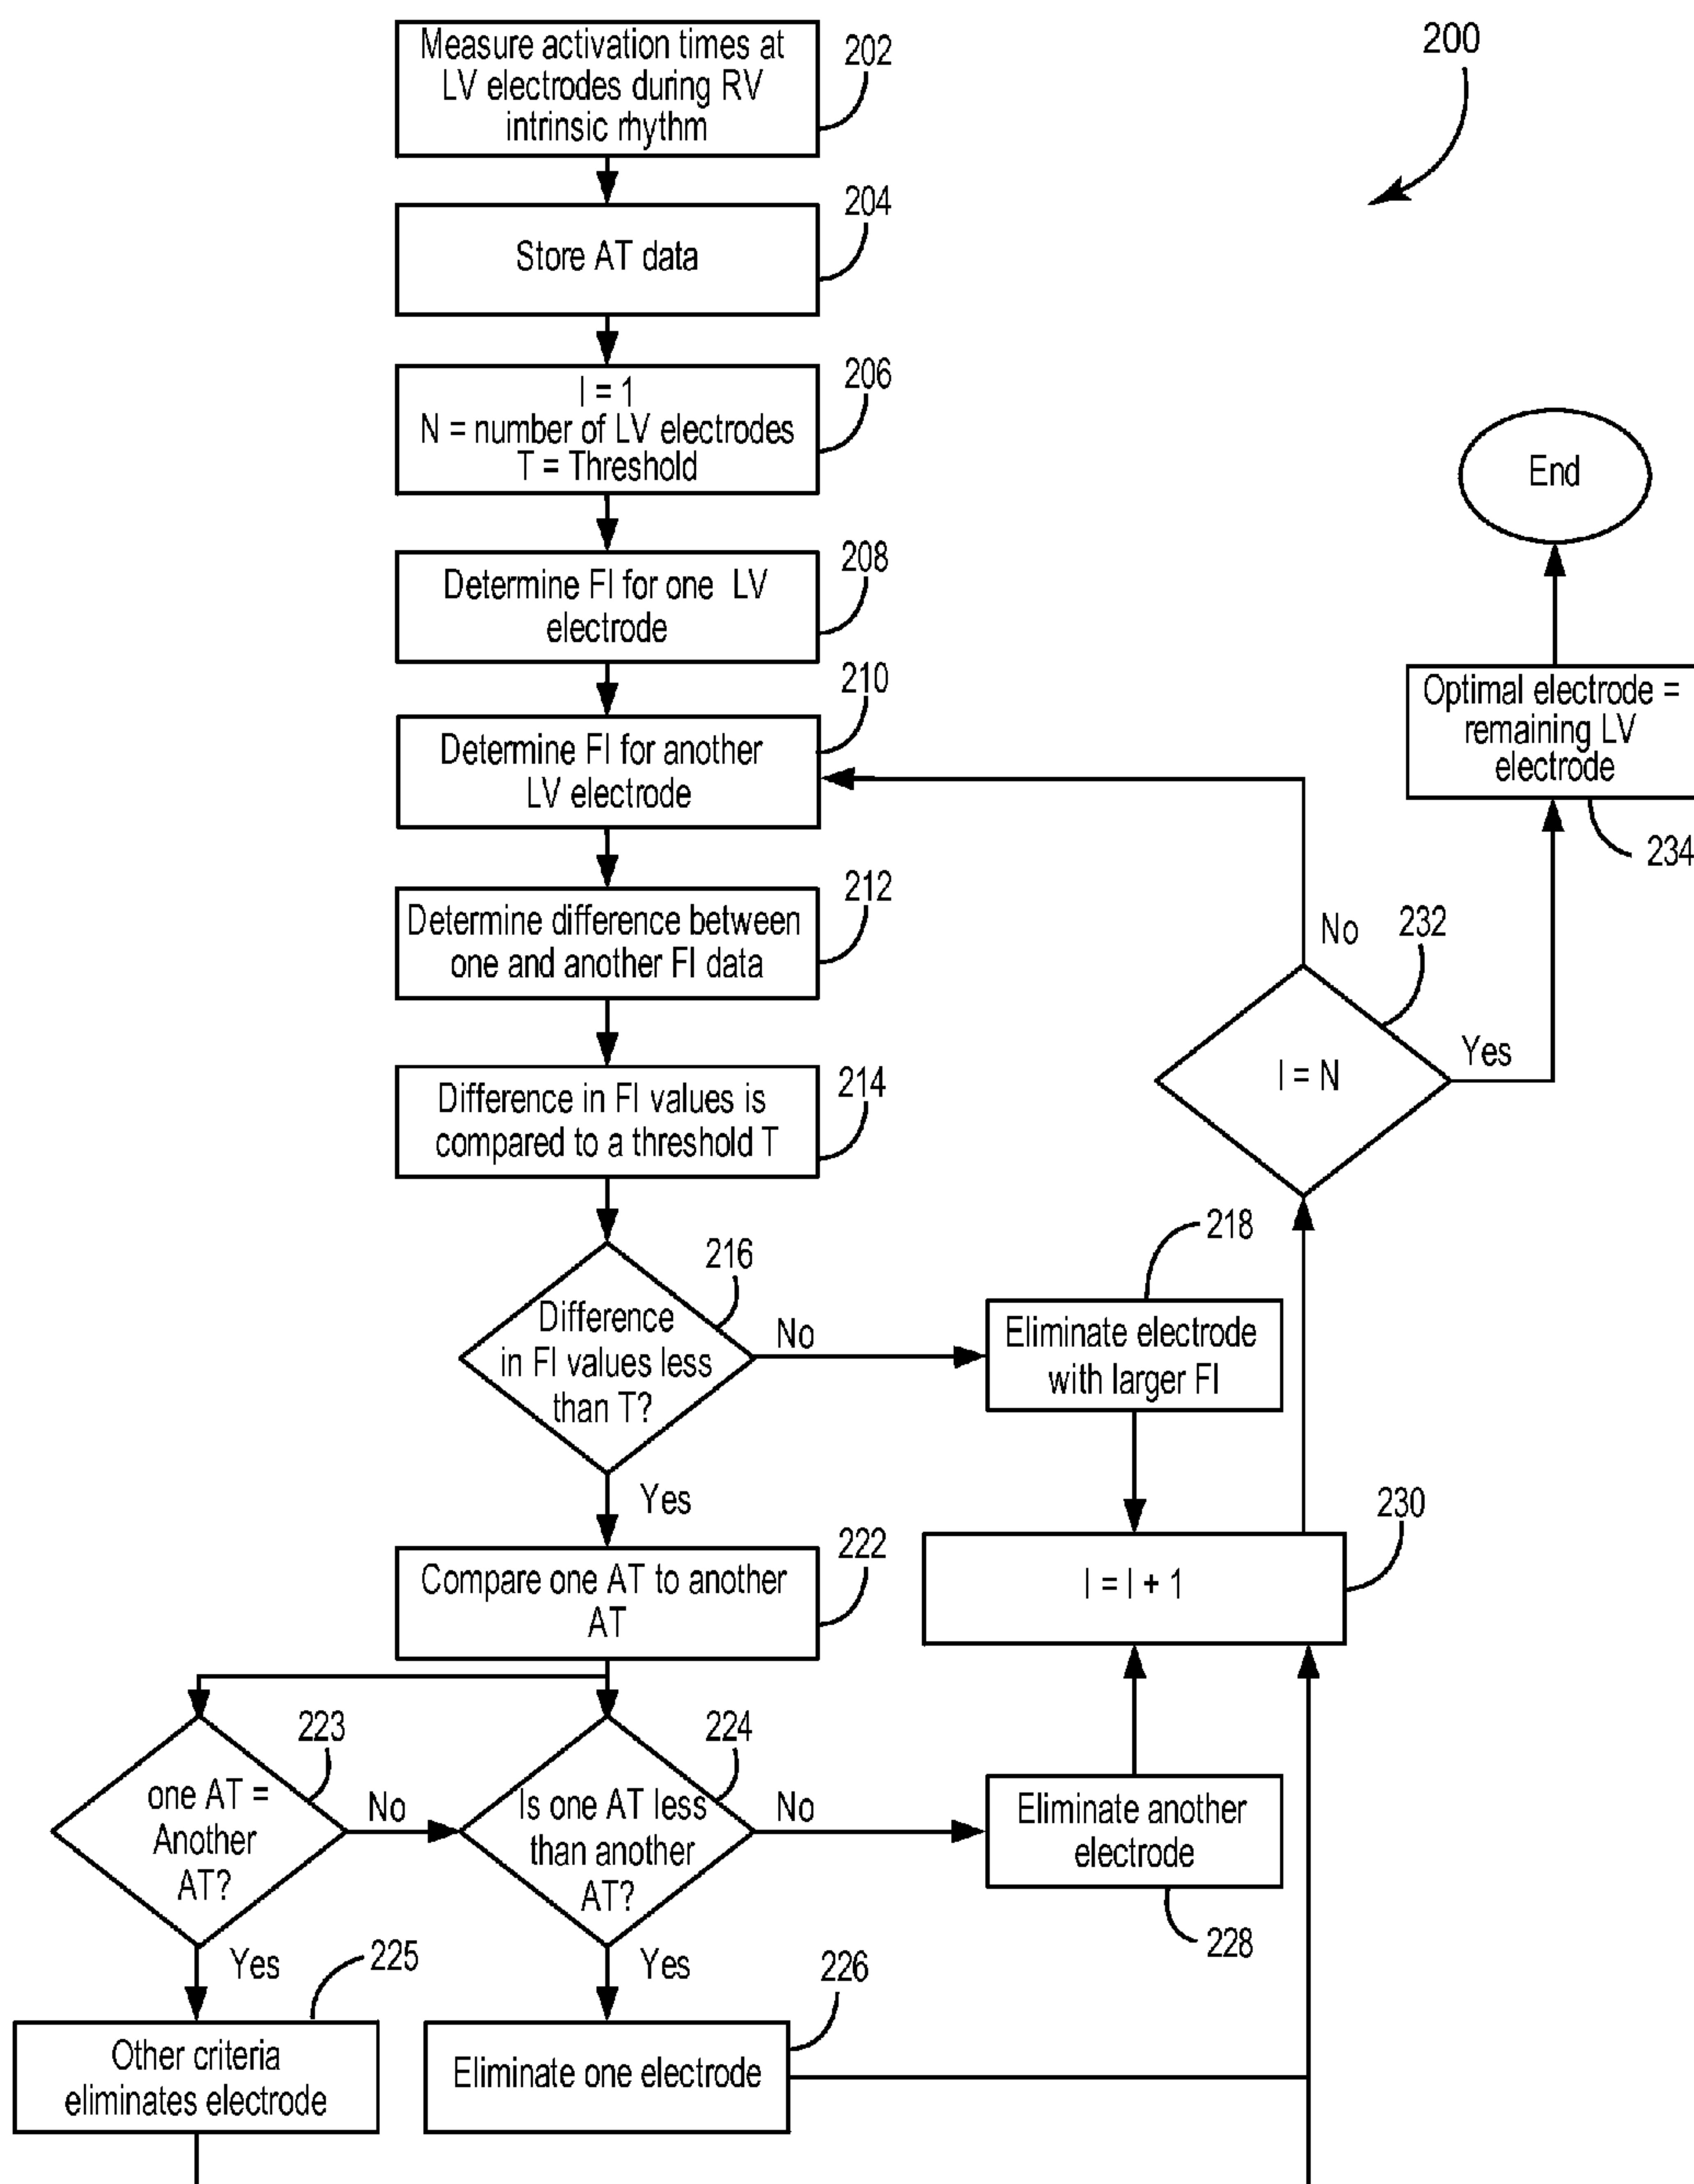 Measure activation times at
LV electrodes during RV
intrinsic rhythm
202
200
Store AT data
204
I = 1
N = number of LV electrodes
T = Threshold
206
End
Determine FI for one LV
electrode
208
Optimal electrode =
remaining LV
electrode
234
Determine FI for another
LV electrode
210
Determine difference between
one and another FI data
212
No
232
I = N
Yes
Difference in FI values is
compared to a threshold T
214
Difference
in FI values less
than T?
216
No
Yes
Eliminate electrode
with larger FI
218
Compare one AT to another
AT
222
I = I + 1
230
one AT =
Another
AT?
223
No
Yes
Is one AT less
than another
AT?
224
No
Yes
Eliminate another
electrode
228
Other criteria
eliminates electrode
225
Eliminate one electrode
226